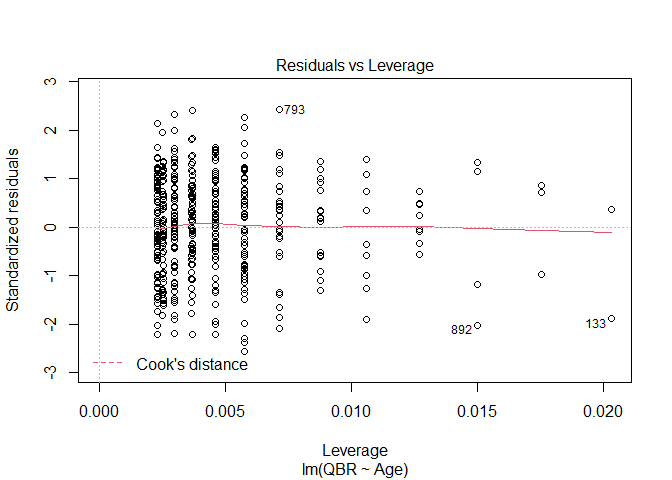 Residuals vs Leverage
Standardized residuals
3
2
1
0
-1
-2
-3
793
892
133
Cook's distance
0.000 0.005 0.010 0.015 0.020
Leverage
lm(QBR ~ Age)